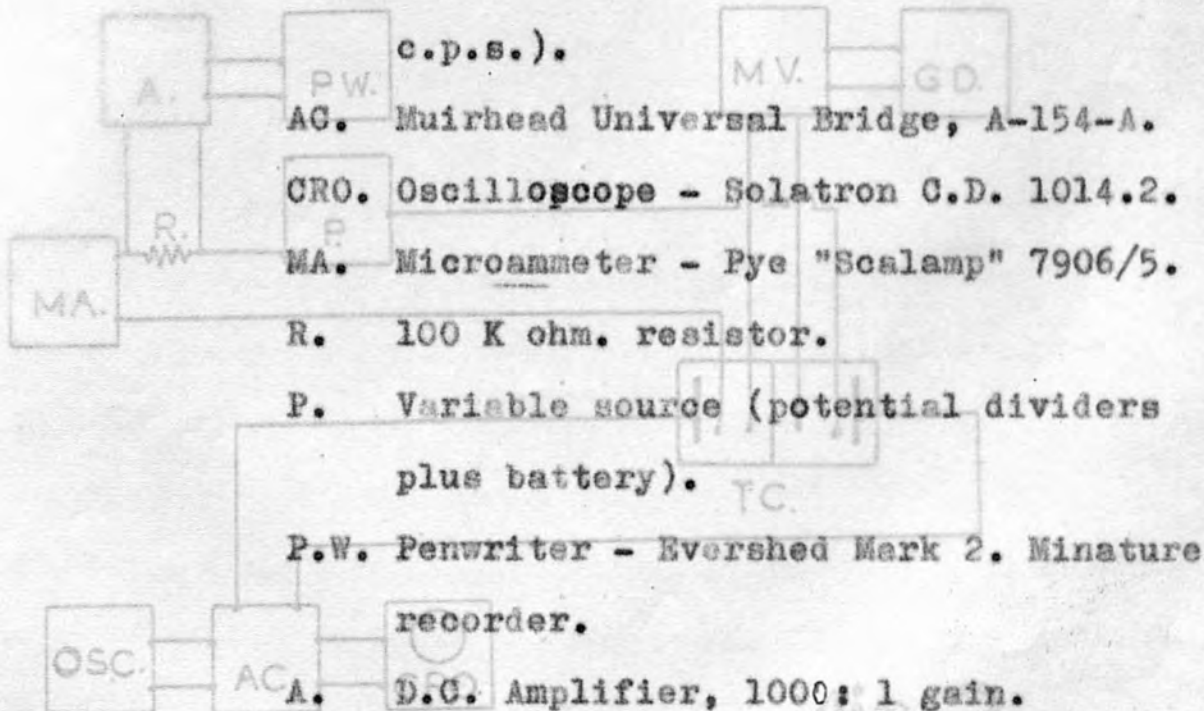 c.p.s.).
AC. Muirhead Universal Bridge, A-154-A.
CRO. Oscilloscope - Solatron C.D. 1014.2.
MA. Microammeter - Pye "Scalamp" 7906/5.
R. 100 K ohm. resistor.
P. Variable source (potential dividers
plus battery).
P.W. Penwriter - Evershed Mark 2. Minature
recorder.
A. D.C. Amplifier, 1000: 1 gain.
A.
P.W.
MV.
G D.
R.
P.
MA.
TC.
OSC.
AC.
CRO.